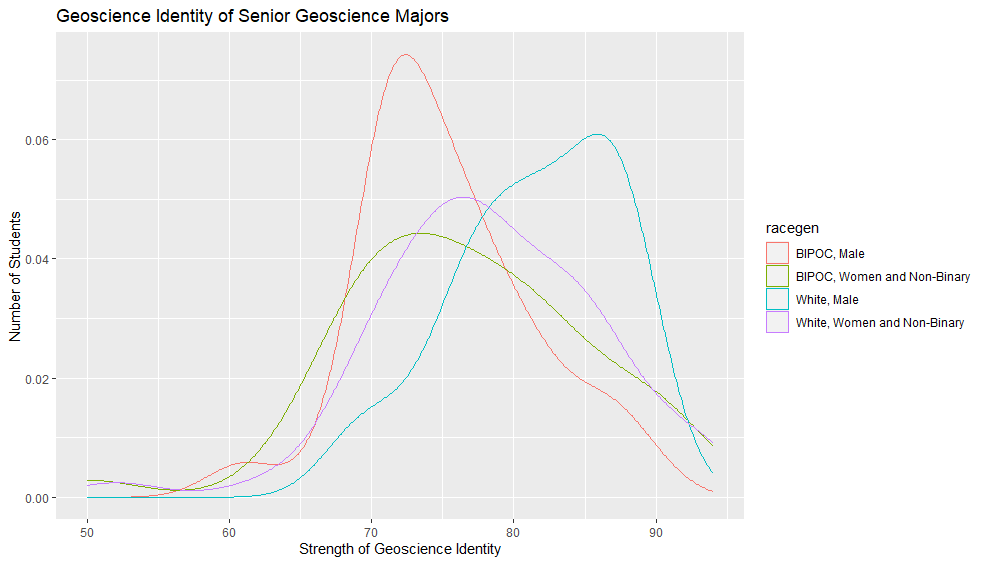 Geoscience Identity of Senior Geoscience Majors
Number of Students
0.06
0.04
0.02
0.00
50 60 70 80 90
Strength of Geoscience Identity
racegen
BIPOC, Male
BIPOC, Women and Non-Binary
White, Male
White, Women and Non-Binary